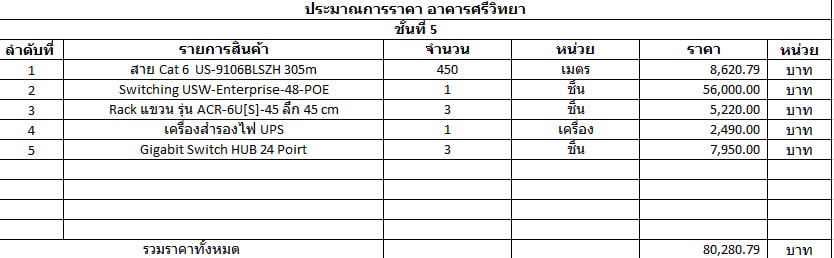 ประมาณการราคา อาคารศรีวิทยา
ชั้นที่ 5
ลำดับที่ รายการสินค้า จำนวน หน่วย ราคา หน่วย
1 สาย Cat 6 US-9106BLSZH 305m 450 เมตร 8,620.79 บาท
2 Switching USW-Enterprise-48-POE 1 ชิ้น 56,000.00 บาท
3 Rack แขวน รุ่น ACR-6U[S]-45 ลึก 45 cm 3 ชิ้น 5,220.00 บาท
4 เครื่องสำรองไฟ UPS 1 เครื่อง 2,490.00 บาท
5 Gigabit Switch HUB 24 Poirt 3 ชิ้น 7,950.00 บาท
รวมราคาทั้งหมด 80,280.79 บาท